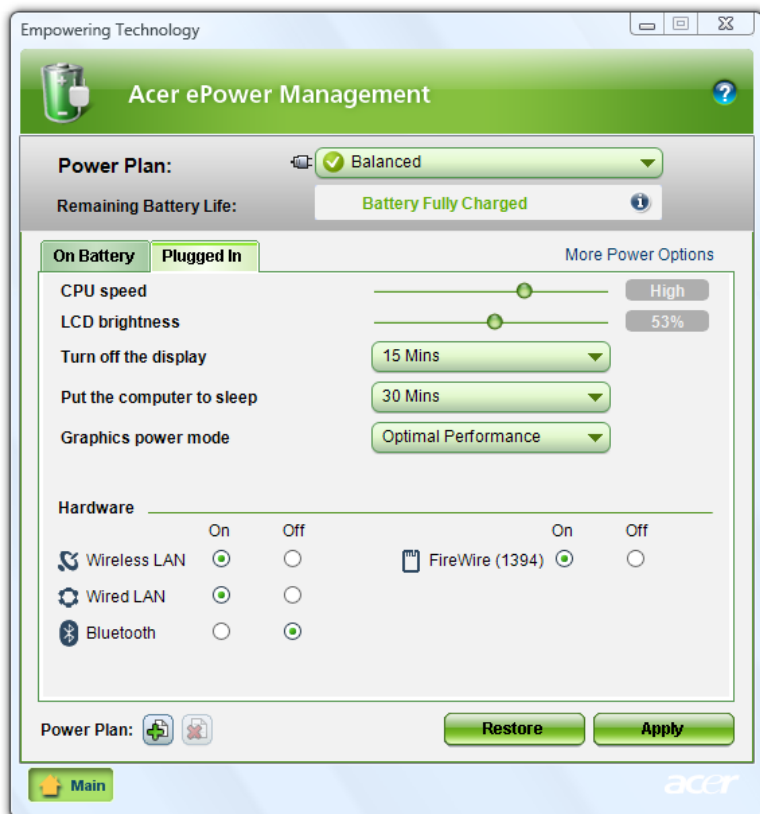 Empowering Technology
Acer ePower Management
Power Plan: Balanced
Remaining Battery Life: Battery Fully Charged
On Battery Plugged In More Power Options
CPU speed High
LCD brightness 53%
Turn off the display 15 Mins
Put the computer to sleep 30 Mins
Graphics power mode Optimal Performance
Hardware
On Off On Off
Wireless LAN FireWire (1394)
Wired LAN
Bluetooth
Power Plan: Restore Apply
Main acer